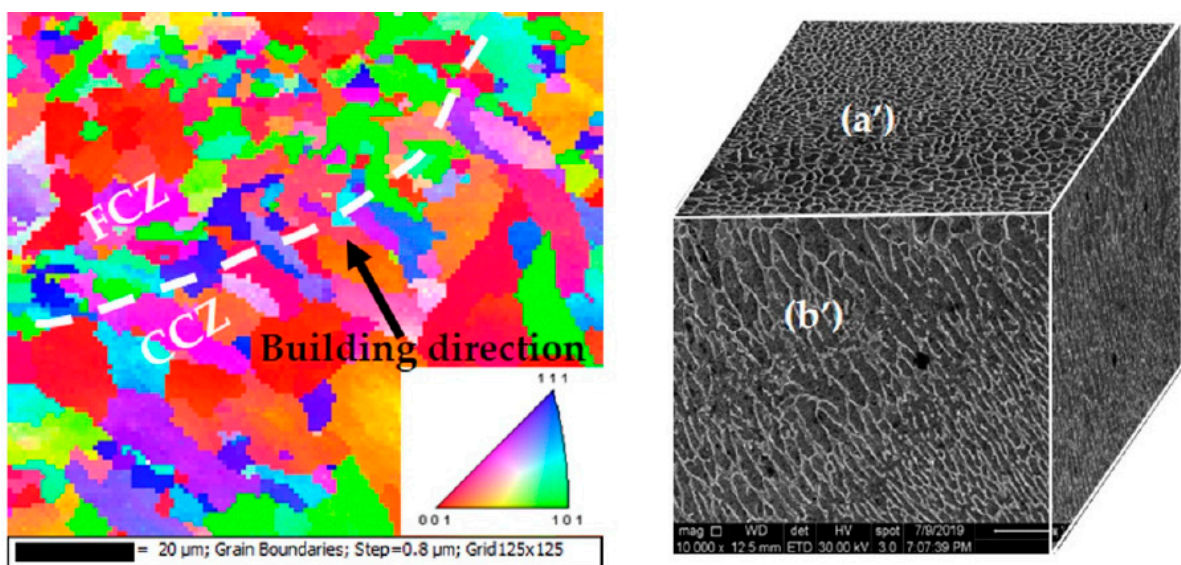 FCZ
CCZ
Building direction
111
001
101
= 20 µm; Grain Boundaries; Step=0.8 µm; Grid125x125
(a′)
(b′)
mag □ WD det HV spot 7/9/2019
10 000 x 12.5 mm ETD 30.00 kV 3.0 7:07:39 PM